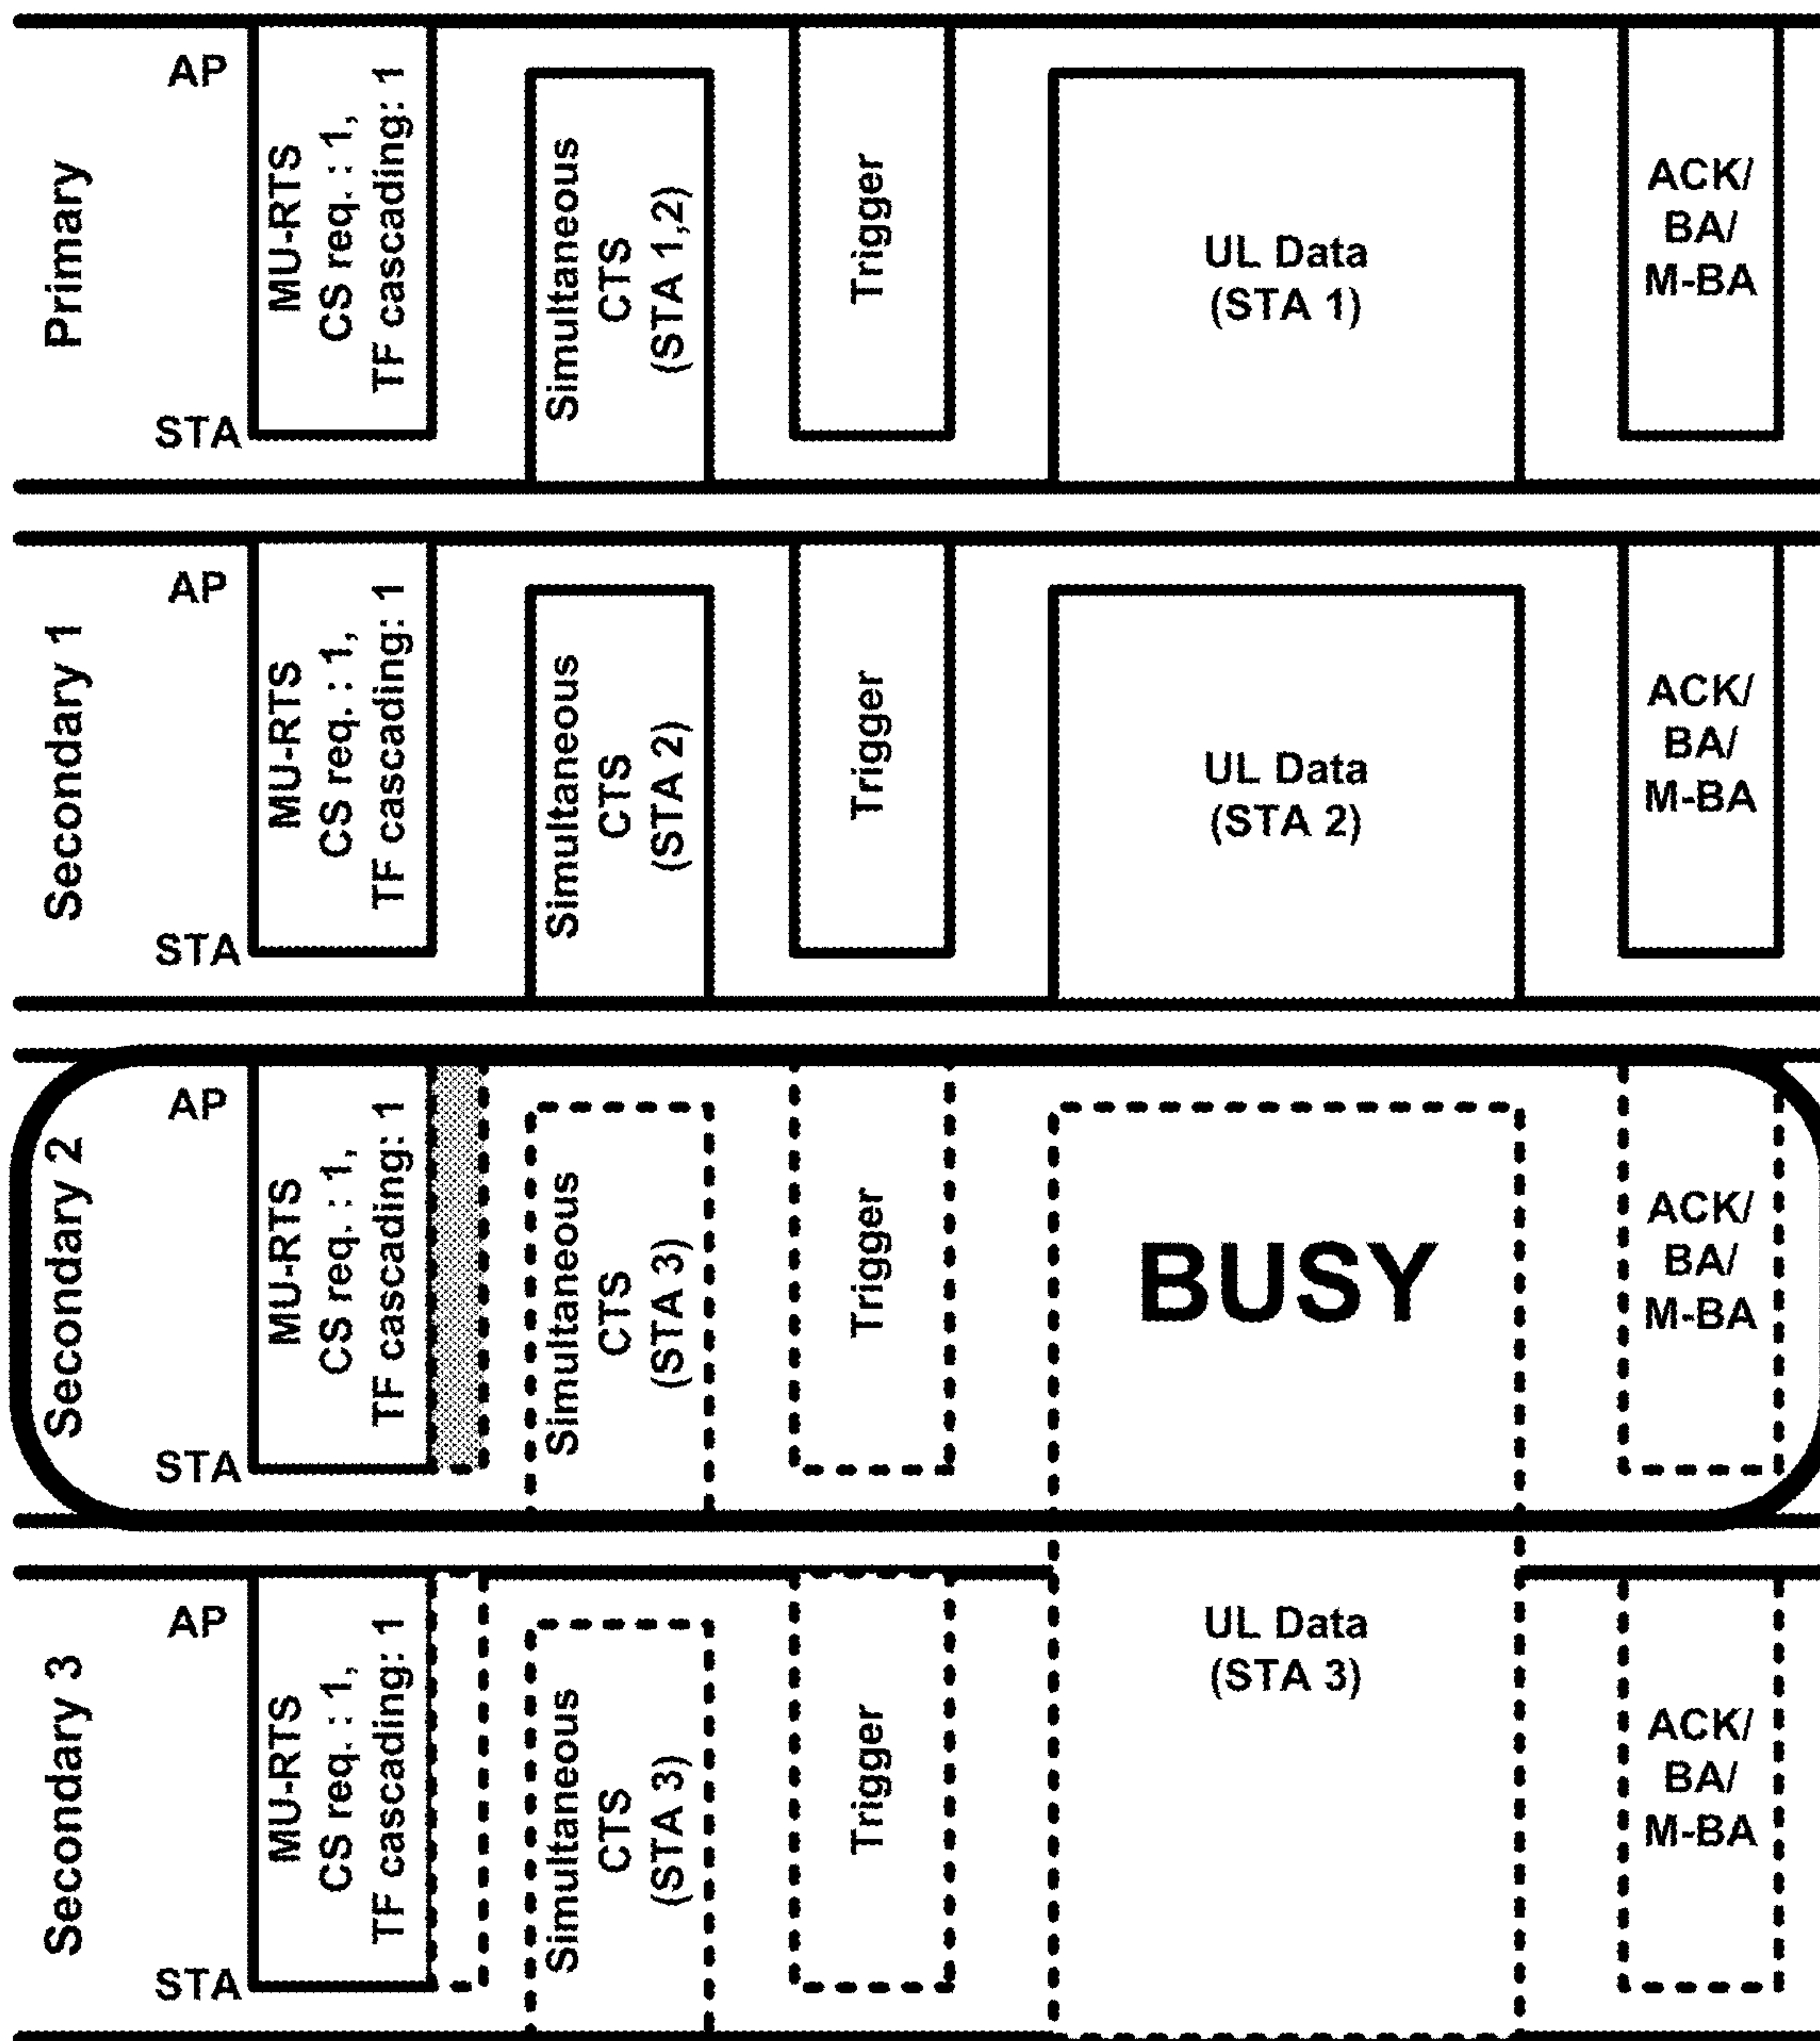 Primary
AP
STA
MU-RTS
CS req. : 1,
TF cascading: 1
Simultaneous
CTS
(STA 1,2)
Trigger
UL Data
(STA 1)
ACK/
BA/
M-BA
Secondary 1
AP
STA
MU-RTS
CS req. : 1,
TF cascading: 1
Simultaneous
CTS
(STA 2)
Trigger
UL Data
(STA 2)
ACK/
BA/
M-BA
Secondary 2
AP
STA
MU-RTS
CS req. : 1,
TF cascading: 1
Simultaneous
CTS
(STA 3)
Trigger
BUSY
ACK/
BA/
M-BA
Secondary 3
AP
STA
MU-RTS
CS req. : 1,
TF cascading: 1
Simultaneous
CTS
(STA 3)
Trigger
UL Data
(STA 3)
ACK/
BA/
M-BA